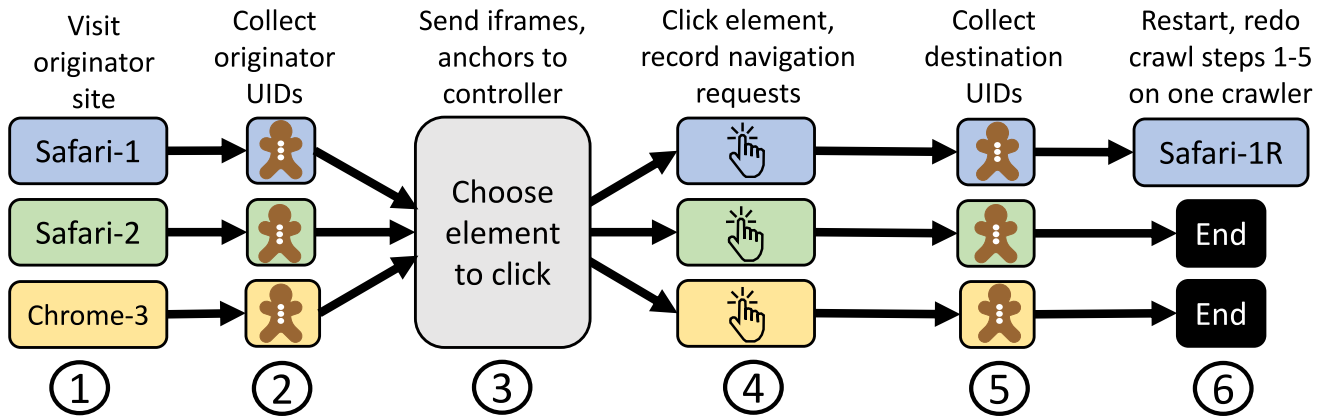 Visit
originator
site
Collect
originator
UIDs
Send iframes,
anchors to
controller
Click element,
record navigation
requests
Collect
destination
UIDs
Restart, redo
crawl steps 1-5
on one crawler
Safari-1
Safari-2
Chrome-3
Choose
element
to click
Safari-1R
End
End
1
2
3
4
5
6